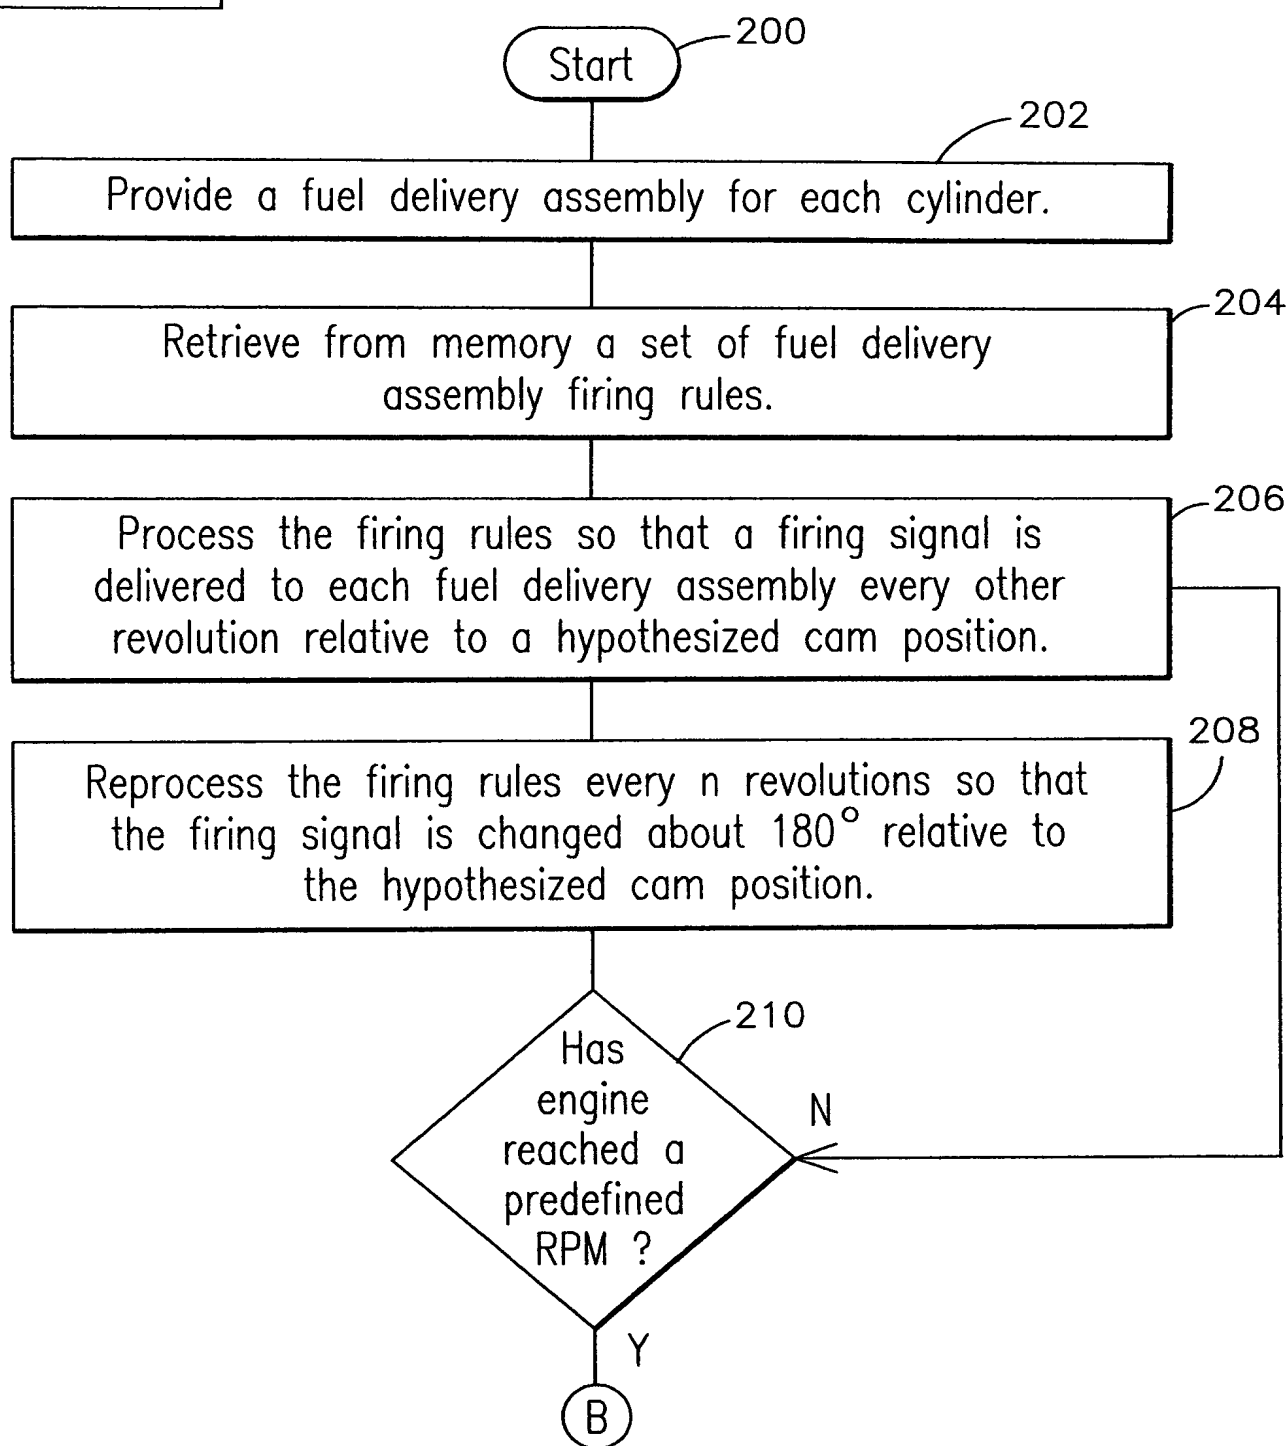 Start
200
202
Provide a fuel delivery assembly for each cylinder.
204
Retrieve from memory a set of fuel delivery
assembly firing rules.
206
Process the firing rules so that a firing signal is
delivered to each fuel delivery assembly every other
revolution relative to a hypothesized cam position.
208
Reprocess the firing rules every n revolutions so that
the firing signal is changed about 180° relative to
the hypothesized cam position.
210
Has
engine
reached a
predefined
RPM ?
N
Y
B